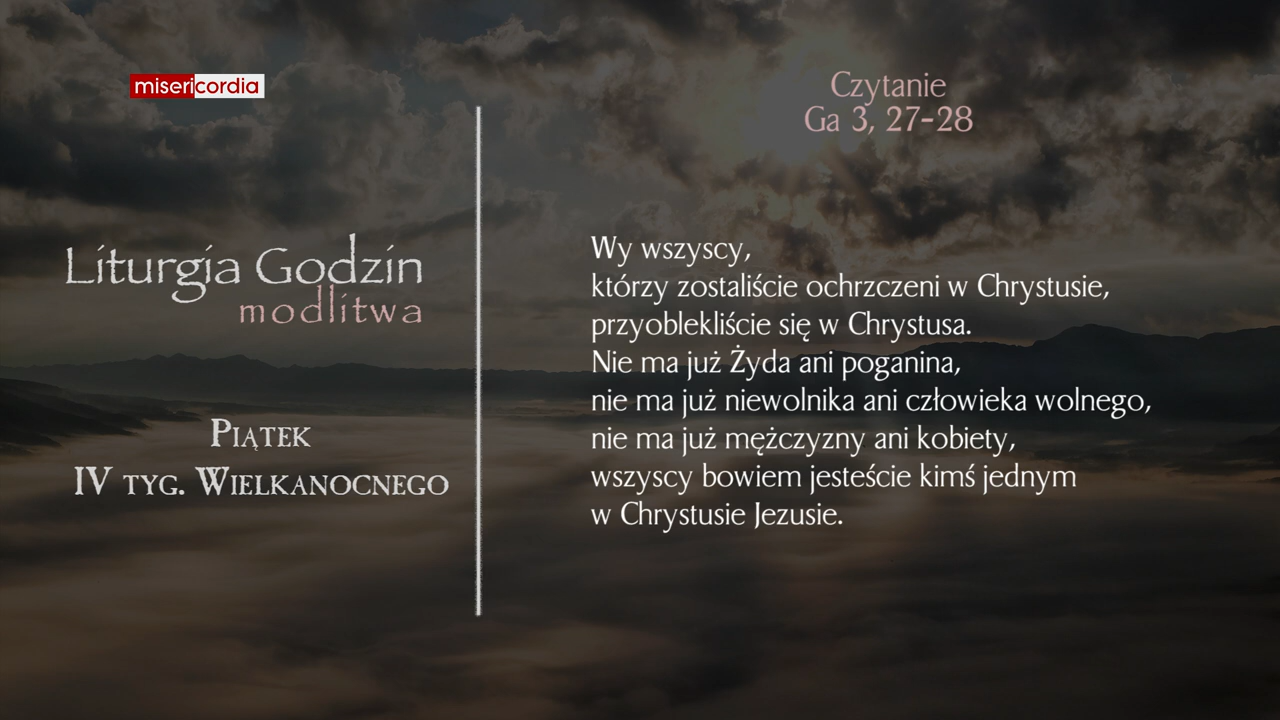 misericordia
Liturgia Godzin
modlitwa
Piątek
IV tyg. Wielkanocnego
Czytanie
Ga 3, 27-28
Wy wszyscy,
którzy zostaliście ochrzczeni w Chrystusie,
przyoblekliście się w Chrystusa.
Nie ma już Żyda ani poganina,
nie ma już niewolnika ani człowieka wolnego,
nie ma już mężczyzny ani kobiety,
wszyscy bowiem jesteście kimś jednym
w Chrystusie Jezusie.